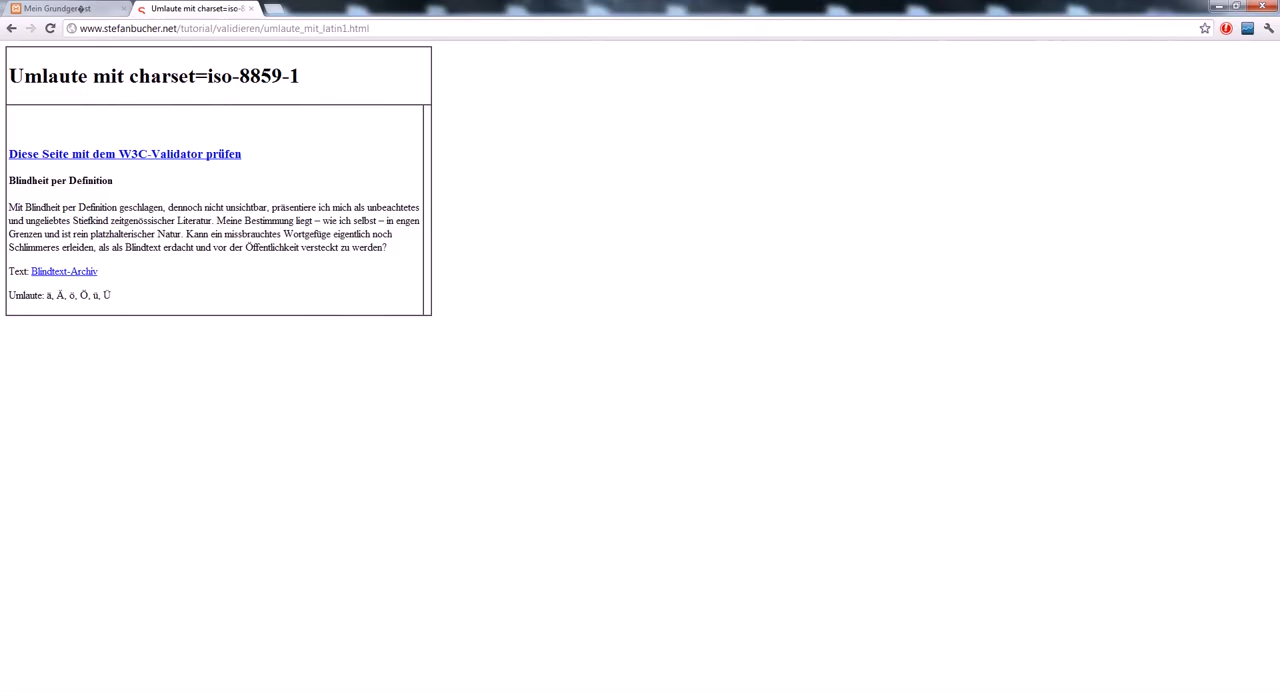 Mein Grundger�st
Umlaute mit charset=iso-8
www.stefanbucher.net/tutorial/validieren/umlaute_mit_latin1.html
Umlaute mit charset=iso-8859-1
Diese Seite mit dem W3C-Validator prüfen
Blindheit per Definition
Mit Blindheit per Definition geschlagen, dennoch nicht unsichtbar, präsentiere ich mich als unbeachtetes
und ungeliebtes Stiefkind zeitgenössischer Literatur. Meine Bestimmung liegt – wie ich selbst – in engen
Grenzen und ist rein platzhalterischer Natur. Kann ein missbrauchtes Wortgefüge eigentlich noch
Schlimmeres erleiden, als als Blindtext erdacht und vor der Öffentlichkeit versteckt zu werden?
Text: Blindtext-Archiv
Umlaute: ä, Ä, ö, Ö, ü, Ü